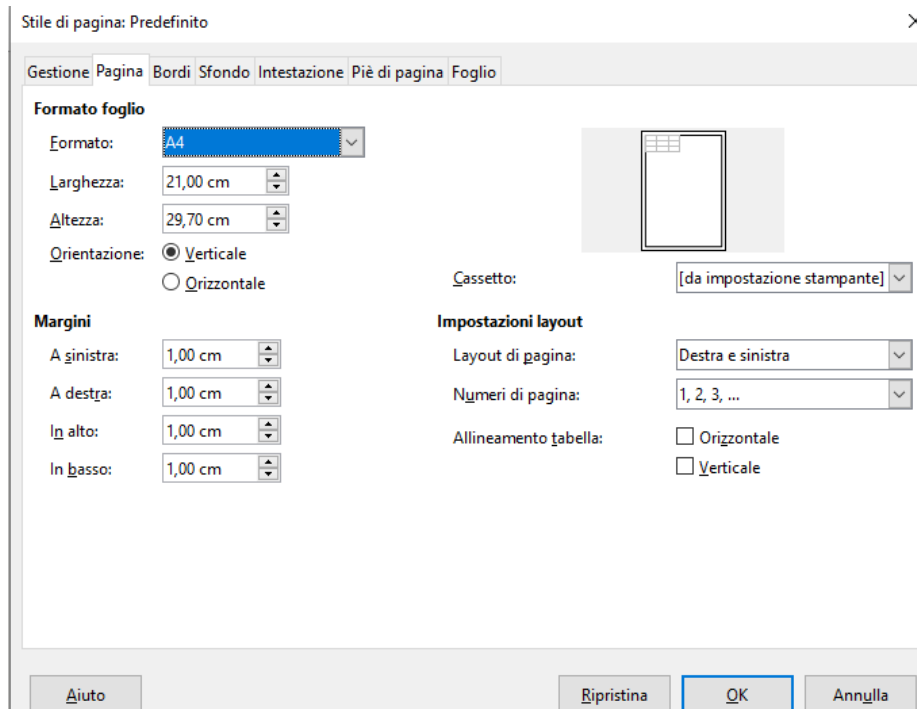 Stile di pagina: Predefinito
Gestione Pagina Bordi Sfondo Intestazione Piè di pagina Foglio
Formato foglio
Formato: A4
Larghezza: 21,00 cm
Altezza: 29,70 cm
Orientazione: Verticale
Orizzontale
Cassetto: [da impostazione stampante]
Margini
A sinistra: 1,00 cm
A destra: 1,00 cm
In alto: 1,00 cm
In basso: 1,00 cm
Impostazioni layout
Layout di pagina: Destra e sinistra
Numeri di pagina: 1, 2, 3, ...
Allineamento tabella: Orizzontale
Verticale
Aiuto Ripristina OK Annulla